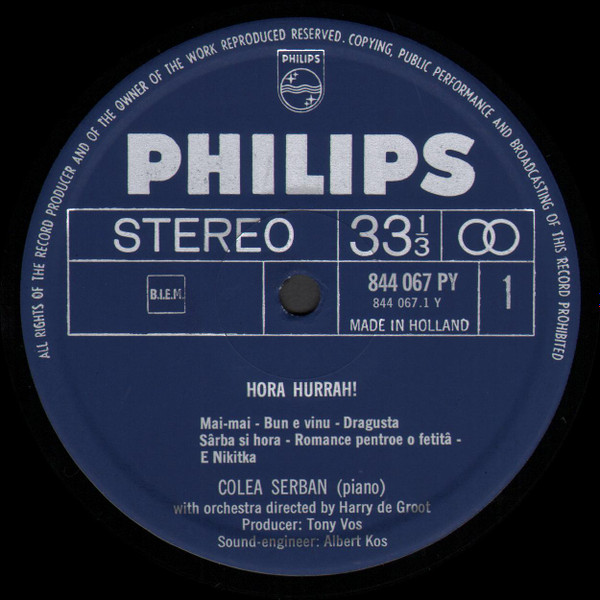 ALL RIGHTS OF THE RECORD PRODUCER AND OF THE OWNER OF THE WORK REPRODUCED RESERVED. COPYING, PUBLIC PERFORMANCE AND BROADCASTING OF THIS RECORD PROHIBITED
PHILIPS
PHILIPS
STEREO 33 1/3
B.I.E.M. 844 067 PY 1
844 067.1 Y
MADE IN HOLLAND
HORA HURRAH!
Mai-mai - Bun e vinu - Dragusta
Sârba si hora - Romance pentroe o fetitâ -
E Nikitka
COLEA SERBAN (piano)
with orchestra directed by Harry de Groot
Producer: Tony Vos
Sound-engineer: Albert Kos